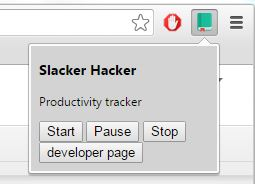 Slacker Hacker
Productivity tracker
Start Pause Stop
developer page